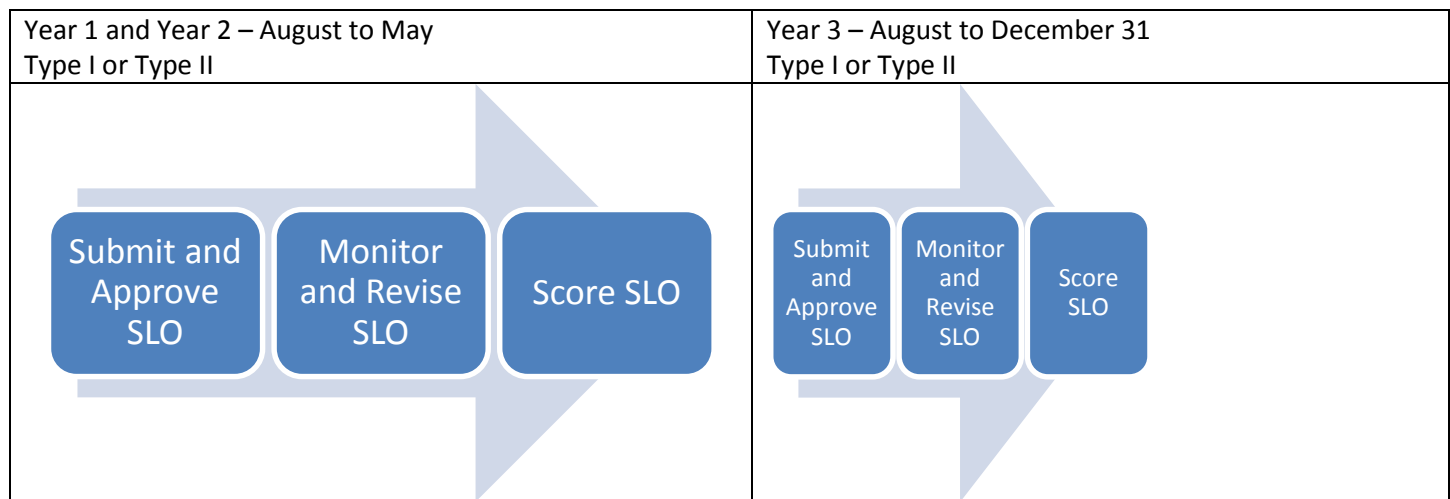 Year 1 and Year 2 – August to May
Type I or Type II
Year 3 – August to December 31
Type I or Type II
Submit and
Approve
SLO
Monitor
and Revise
SLO
Score SLO
Submit
and
Approve
SLO
Monitor
and
Revise
SLO
Score
SLO